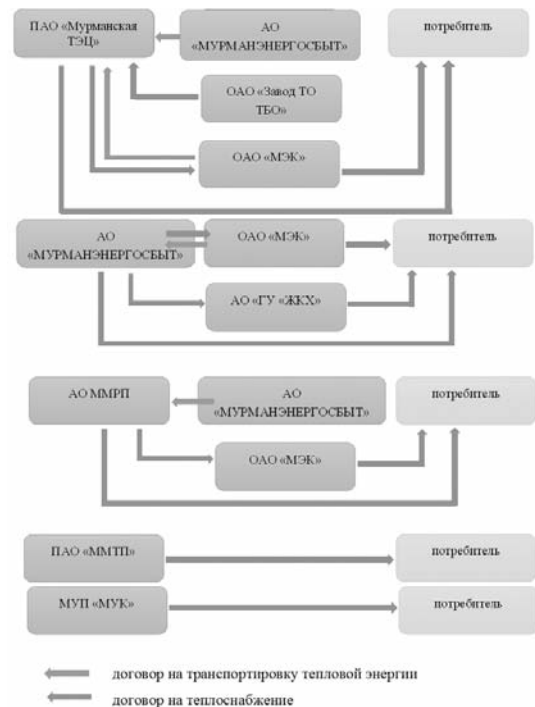 ПАО «Мурманская
ТЭЦ»
АО
«МУРМАНЭНЕРГОСБЫТ»
потребитель
ОАО «Завод ТО
ТБО»
ОАО «МЭК»
АО
«МУРМАНЭНЕРГОСБЫТ»
ОАО «МЭК»
потребитель
АО «ГУ «ЖКХ»
АО ММРП
АО
«МУРМАНЭНЕРГОСБЫТ»
потребитель
ОАО «МЭК»
ПАО «ММТП»
потребитель
МУП «МУК»
потребитель
договор на транспортировку тепловой энергии
договор на теплоснабжение